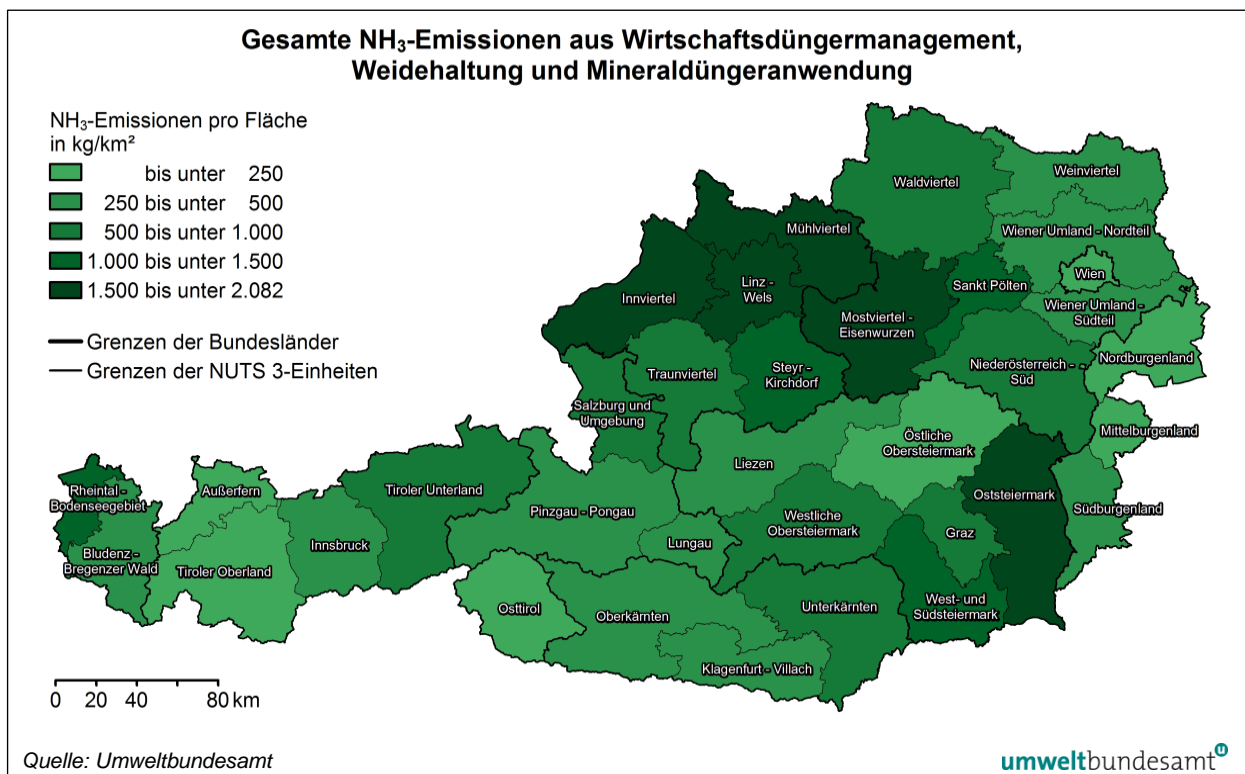 Gesamte NH₃-Emissionen aus Wirtschaftsdüngermanagement,
Weidehaltung und Mineraldüngeranwendung
NH₃-Emissionen pro Fläche
in kg/km²
bis unter 250
250 bis unter 500
500 bis unter 1.000
1.000 bis unter 1.500
1.500 bis unter 2.082
Grenzen der Bundesländer
Grenzen der NUTS 3-Einheiten
Waldviertel
Weinviertel
Mühlviertel
Wiener Umland - Nordteil
Wien
Linz -
Wels
Innviertel
Sankt Pölten
Mostviertel -
Eisenwurzen
Wiener Umland -
Südteil
Nordburgenland
Traunviertel
Steyr -
Kirchdorf
Niederösterreich -
Süd
Salzburg und
Umgebung
Mittelburgenland
Östliche
Obersteiermark
Liezen
Rheintal -
Bodenseegebiet
Außerfern
Tiroler Unterland
Oststeiermark
Südburgenland
Pinzgau - Pongau
Westliche
Obersteiermark
Graz
Innsbruck
Lungau
Bludenz -
Bregenzer Wald
Tiroler Oberland
Osttirol
Oberkärnten
Unterkärnten
West- und
Südsteiermark
Klagenfurt - Villach
0 20 40 80 km
Quelle: Umweltbundesamt
umweltbundesamt u